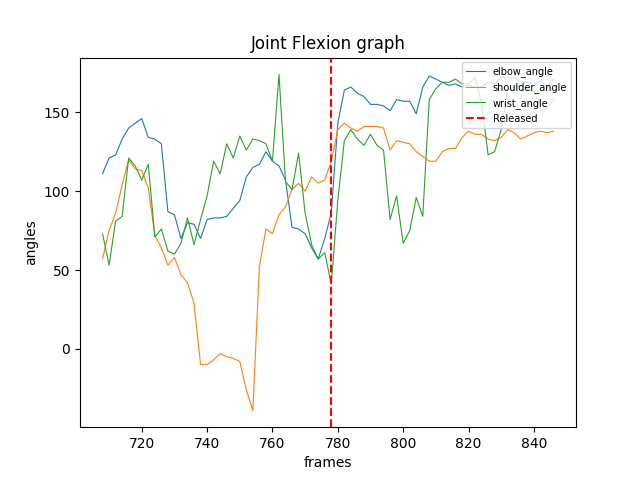 Joint Flexion graph
elbow_angle
shoulder_angle
wrist_angle
Released
150
100
50
0
angles
720 740 760 780 800 820 840
frames